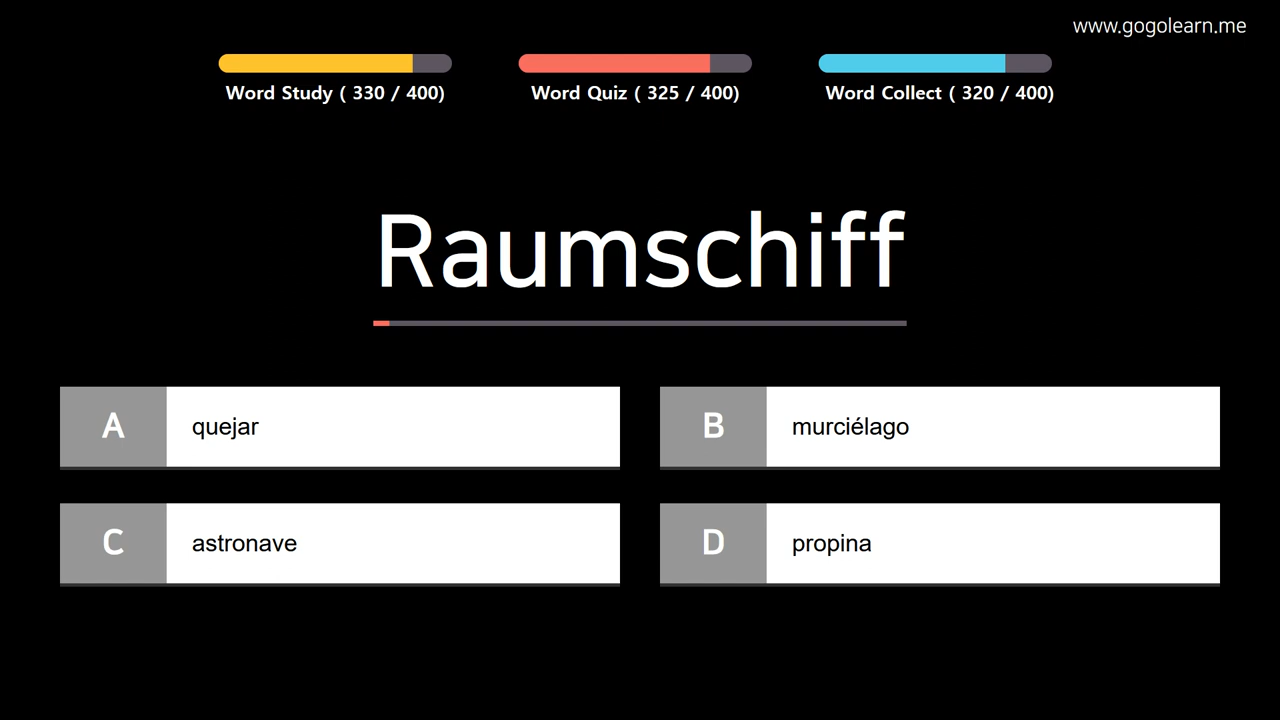 www.gogolearn.me
Word Study ( 330 / 400)
Word Quiz ( 325 / 400)
Word Collect ( 320 / 400)
Raumschiff
A quejar
B murciélago
C astronave
D propina